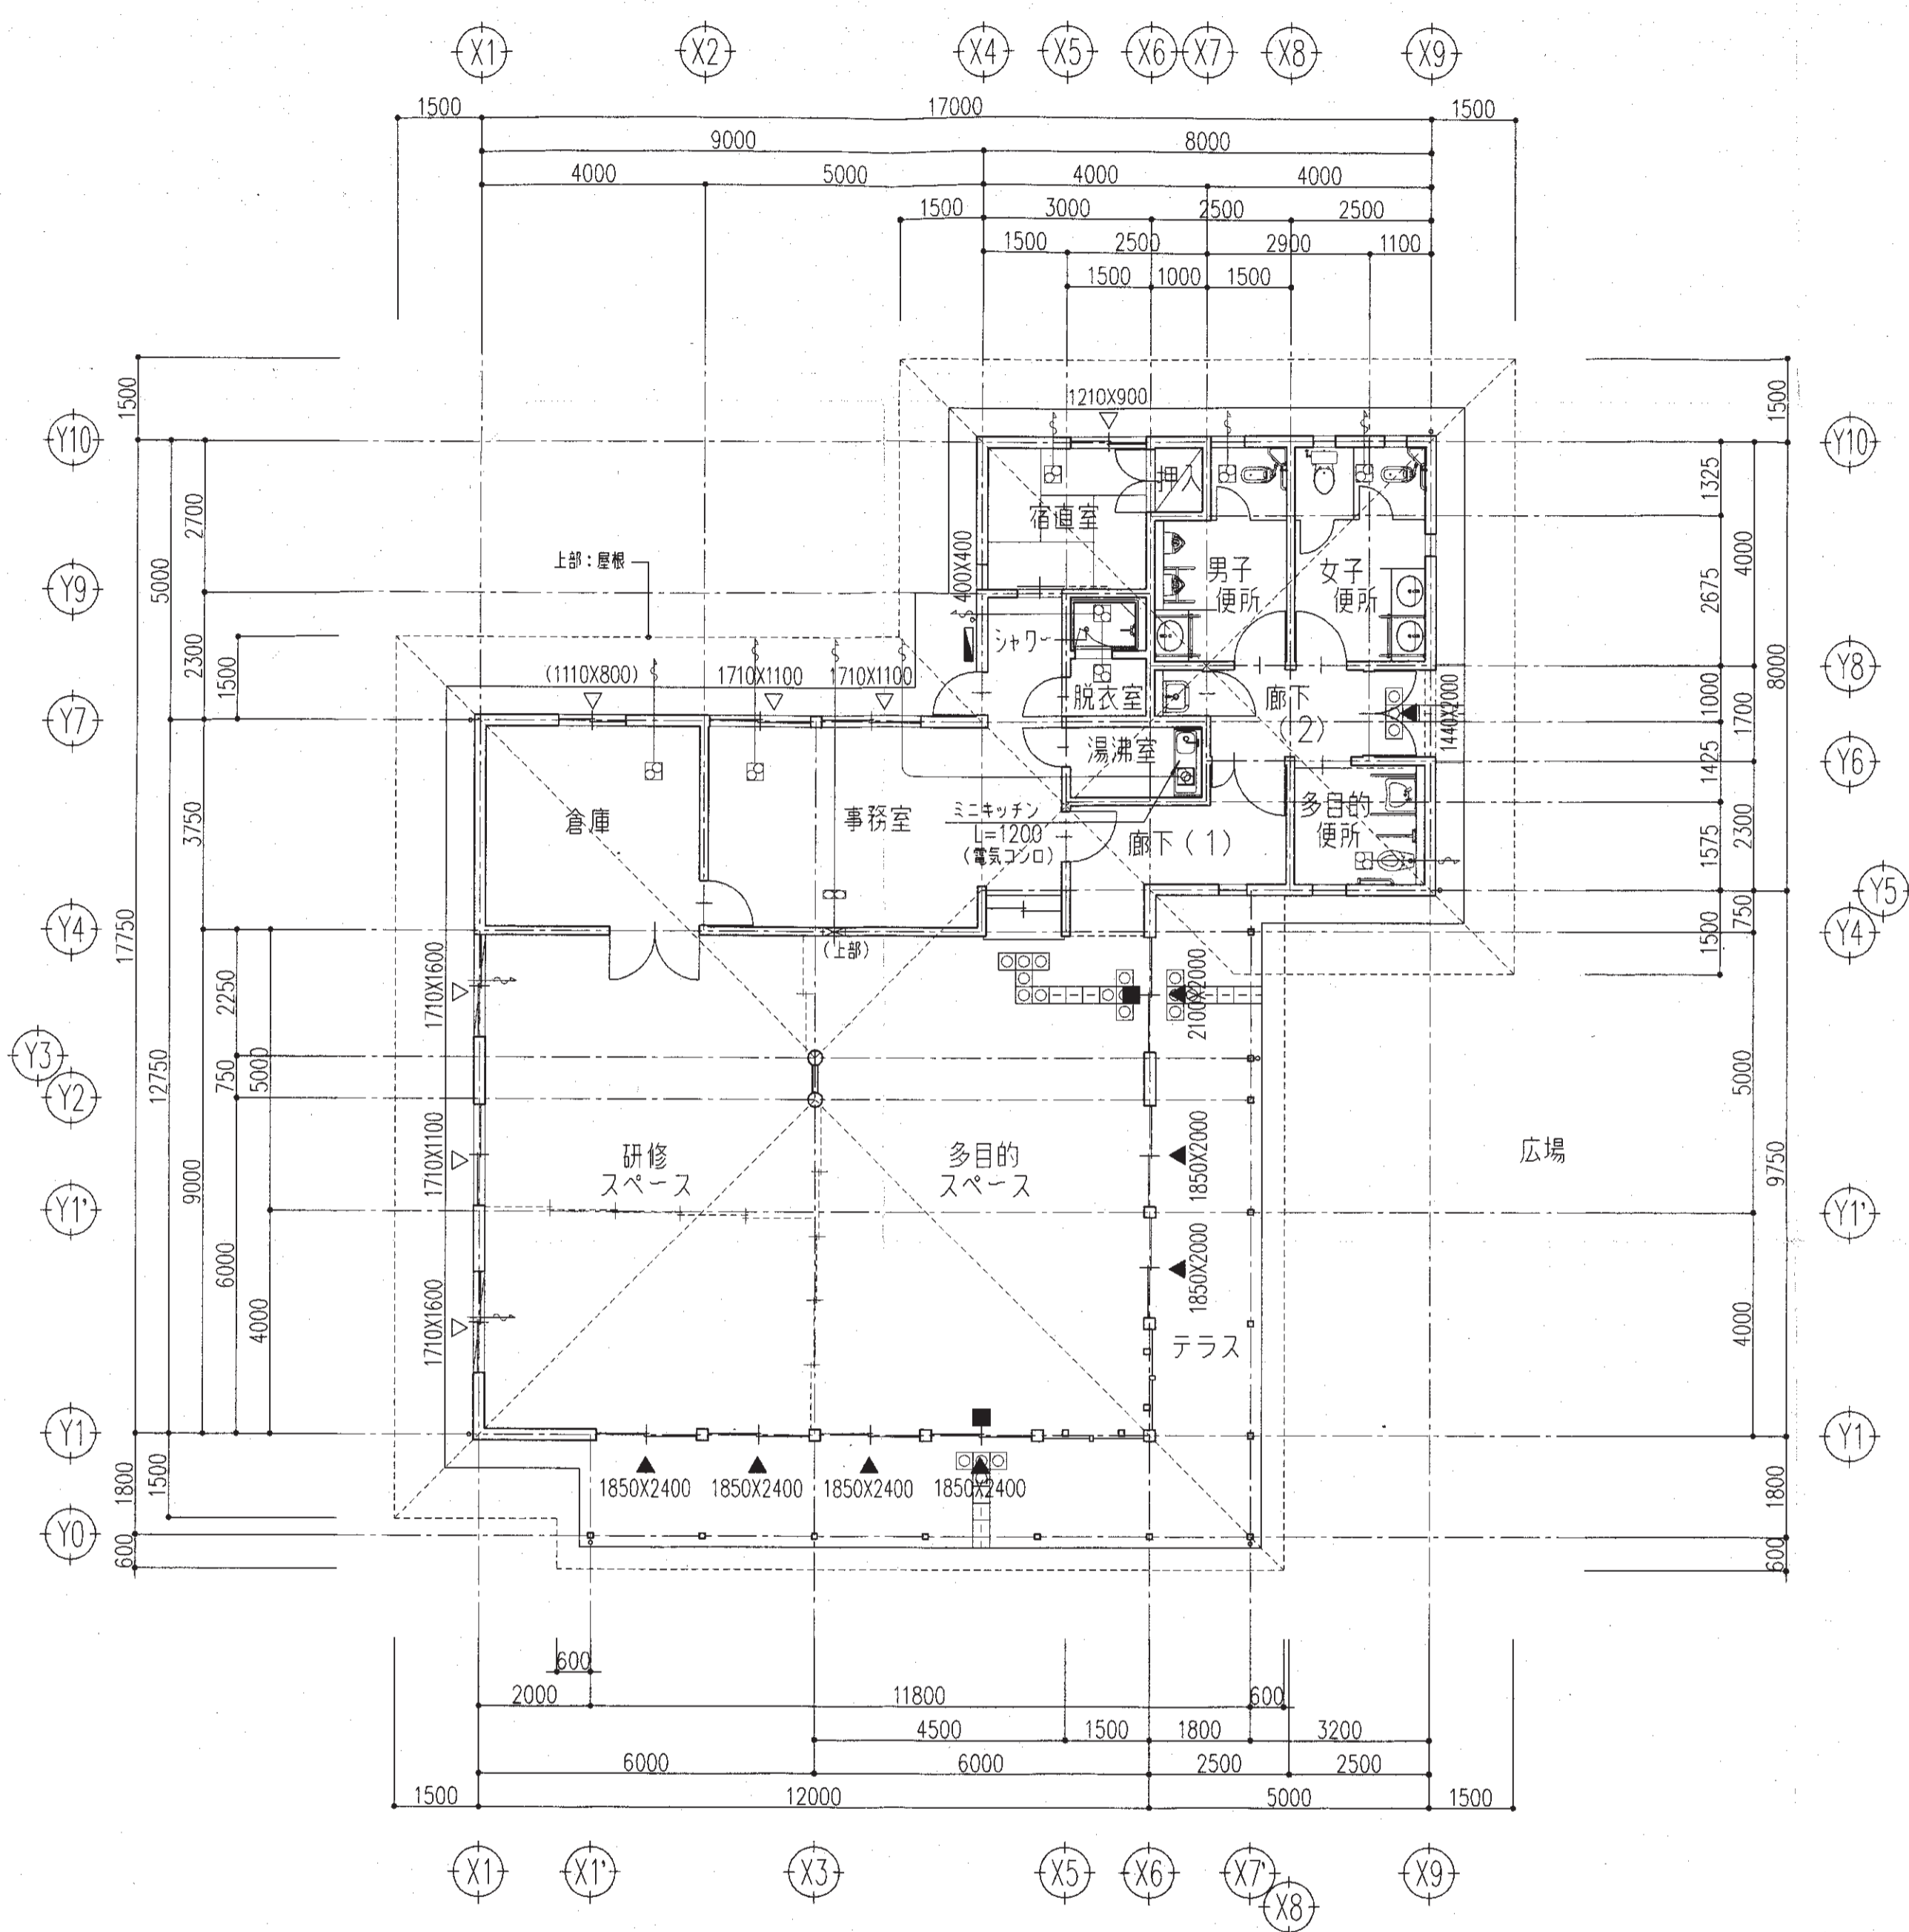 X1 X2 X4 X5 X6 X7 X8 X9
1500 17000 1500
9000 8000
4000 5000 4000 4000
1500 3000 2500 2500
1500 2500 2900 1100
1500 1000 1500
1500
1500
Y10
Y10
1210X900
押入
宿直室
400X400
1325
2700
4000
5000
上部：屋根
Y9
男子
便所
女子
便所
2675
8000
シャワー
2300
1500
(1110X800)
1710X1100
1710X1100
脱衣室
廊下
(2)
1440X2000
Y8
1000
1700
Y7
湯沸室
1425
Y6
倉庫
事務室
ミニキッチン
L=1200
(電気コンロ)
廊下(1)
多目的
便所
3750
1575
2300
Y5
17750
Y4
(上部)
750
1500
Y4
1710X1600
2100X2000
2250
Y3
750
5000
12750
Y2
5000
1710X1100
研修
スペース
多目的
スペース
1850X2000
広場
9000
9750
Y1'
Y1'
6000
4000
1850X2000
4000
1710X1600
テラス
Y1
Y1
1850X2400 1850X2400 1850X2400 1850X2400
1800
1500
1800
Y0
600
600
600
2000 11800 600
4500 1500 1800 3200
6000 6000 2500 2500
1500 12000 5000 1500
X1 X1' X3 X5 X6 X7' X9
X8